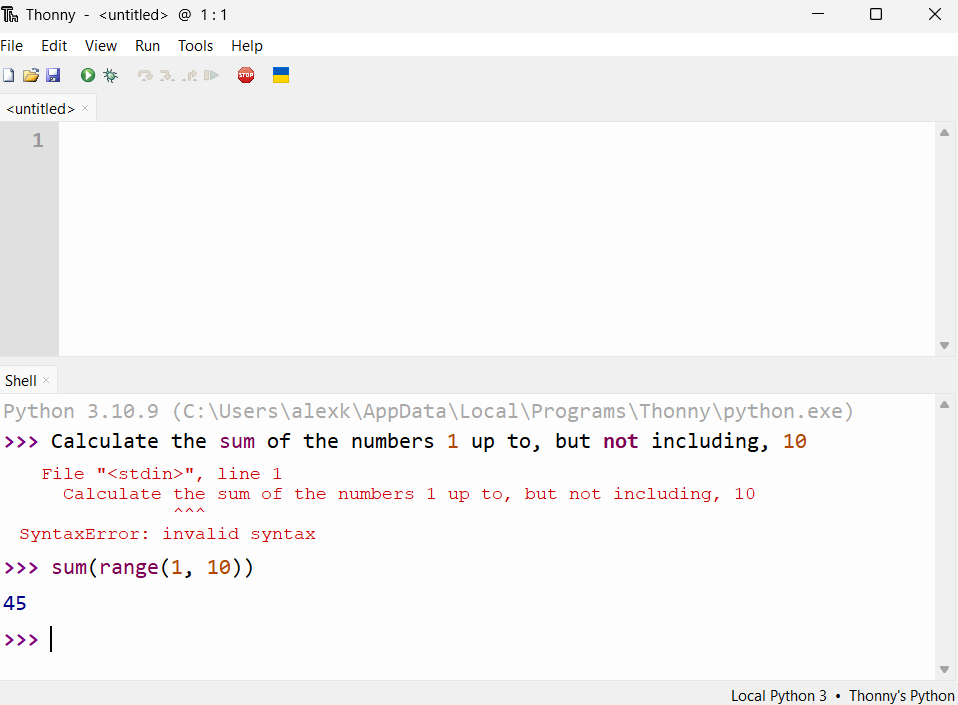 Thonny - <untitled> @ 1 : 1
File Edit View Run Tools Help
STOP
<untitled> ×
1
Shell ×
Python 3.10.9 (C:\Users\alexk\AppData\Local\Programs\Thonny\python.exe)
>>> Calculate the sum of the numbers 1 up to, but not including, 10
File "<stdin>", line 1
Calculate the sum of the numbers 1 up to, but not including, 10
^^^
SyntaxError: invalid syntax
>>> sum(range(1, 10))
45
>>>
Local Python 3 • Thonny's Python